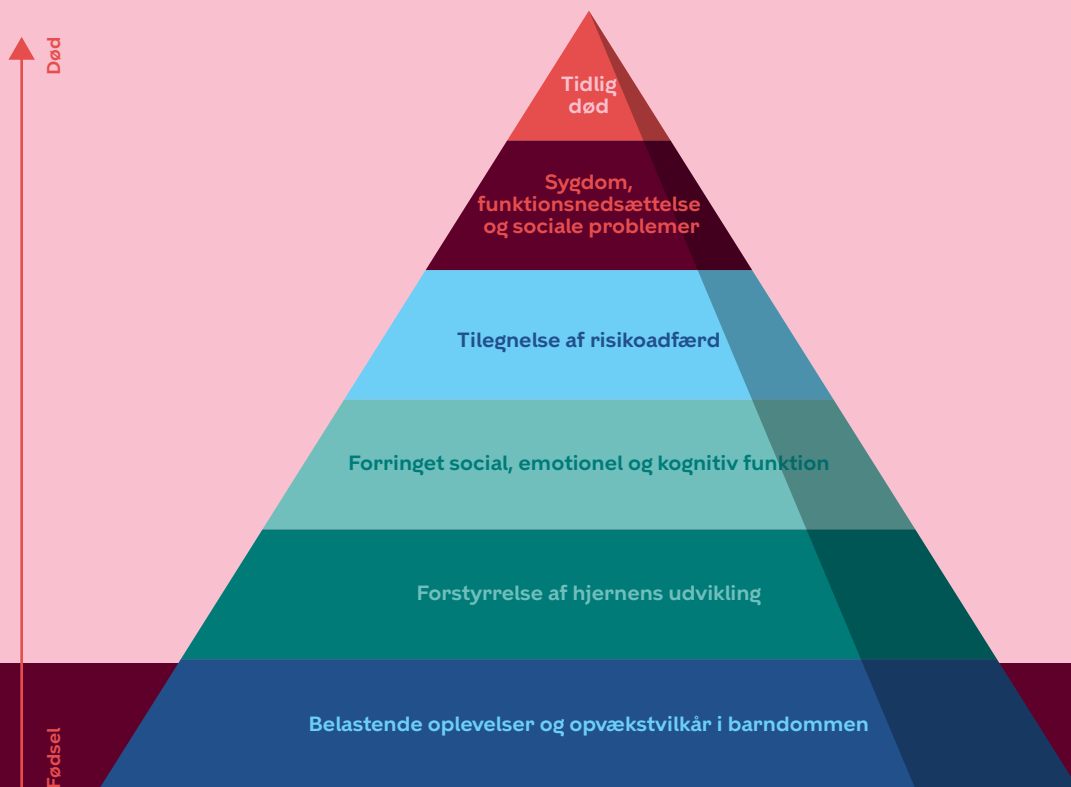 Død
Tidlig
død
Sygdom,
funktionsnedsættelse
og sociale problemer
Tilegnelse af risikoadfærd
Forringet social, emotionel og kognitiv funktion
Forstyrrelse af hjernens udvikling
Belastende oplevelser og opvækstvilkår i barndommen
Fødsel